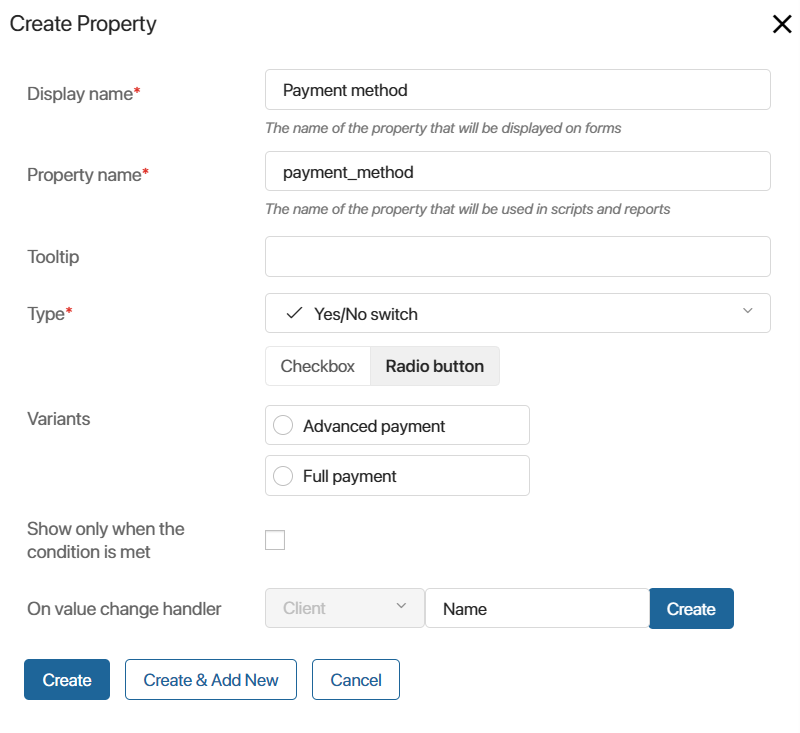 Create Property
Display name*
Payment method
The name of the property that will be displayed on forms
Property name*
payment_method
The name of the property that will be used in scripts and reports
Tooltip
Type*
Yes/No switch
Checkbox
Radio button
Variants
Advanced payment
Full payment
Show only when the
condition is met
On value change handler
Client
Name
Create
Create
Create & Add New
Cancel